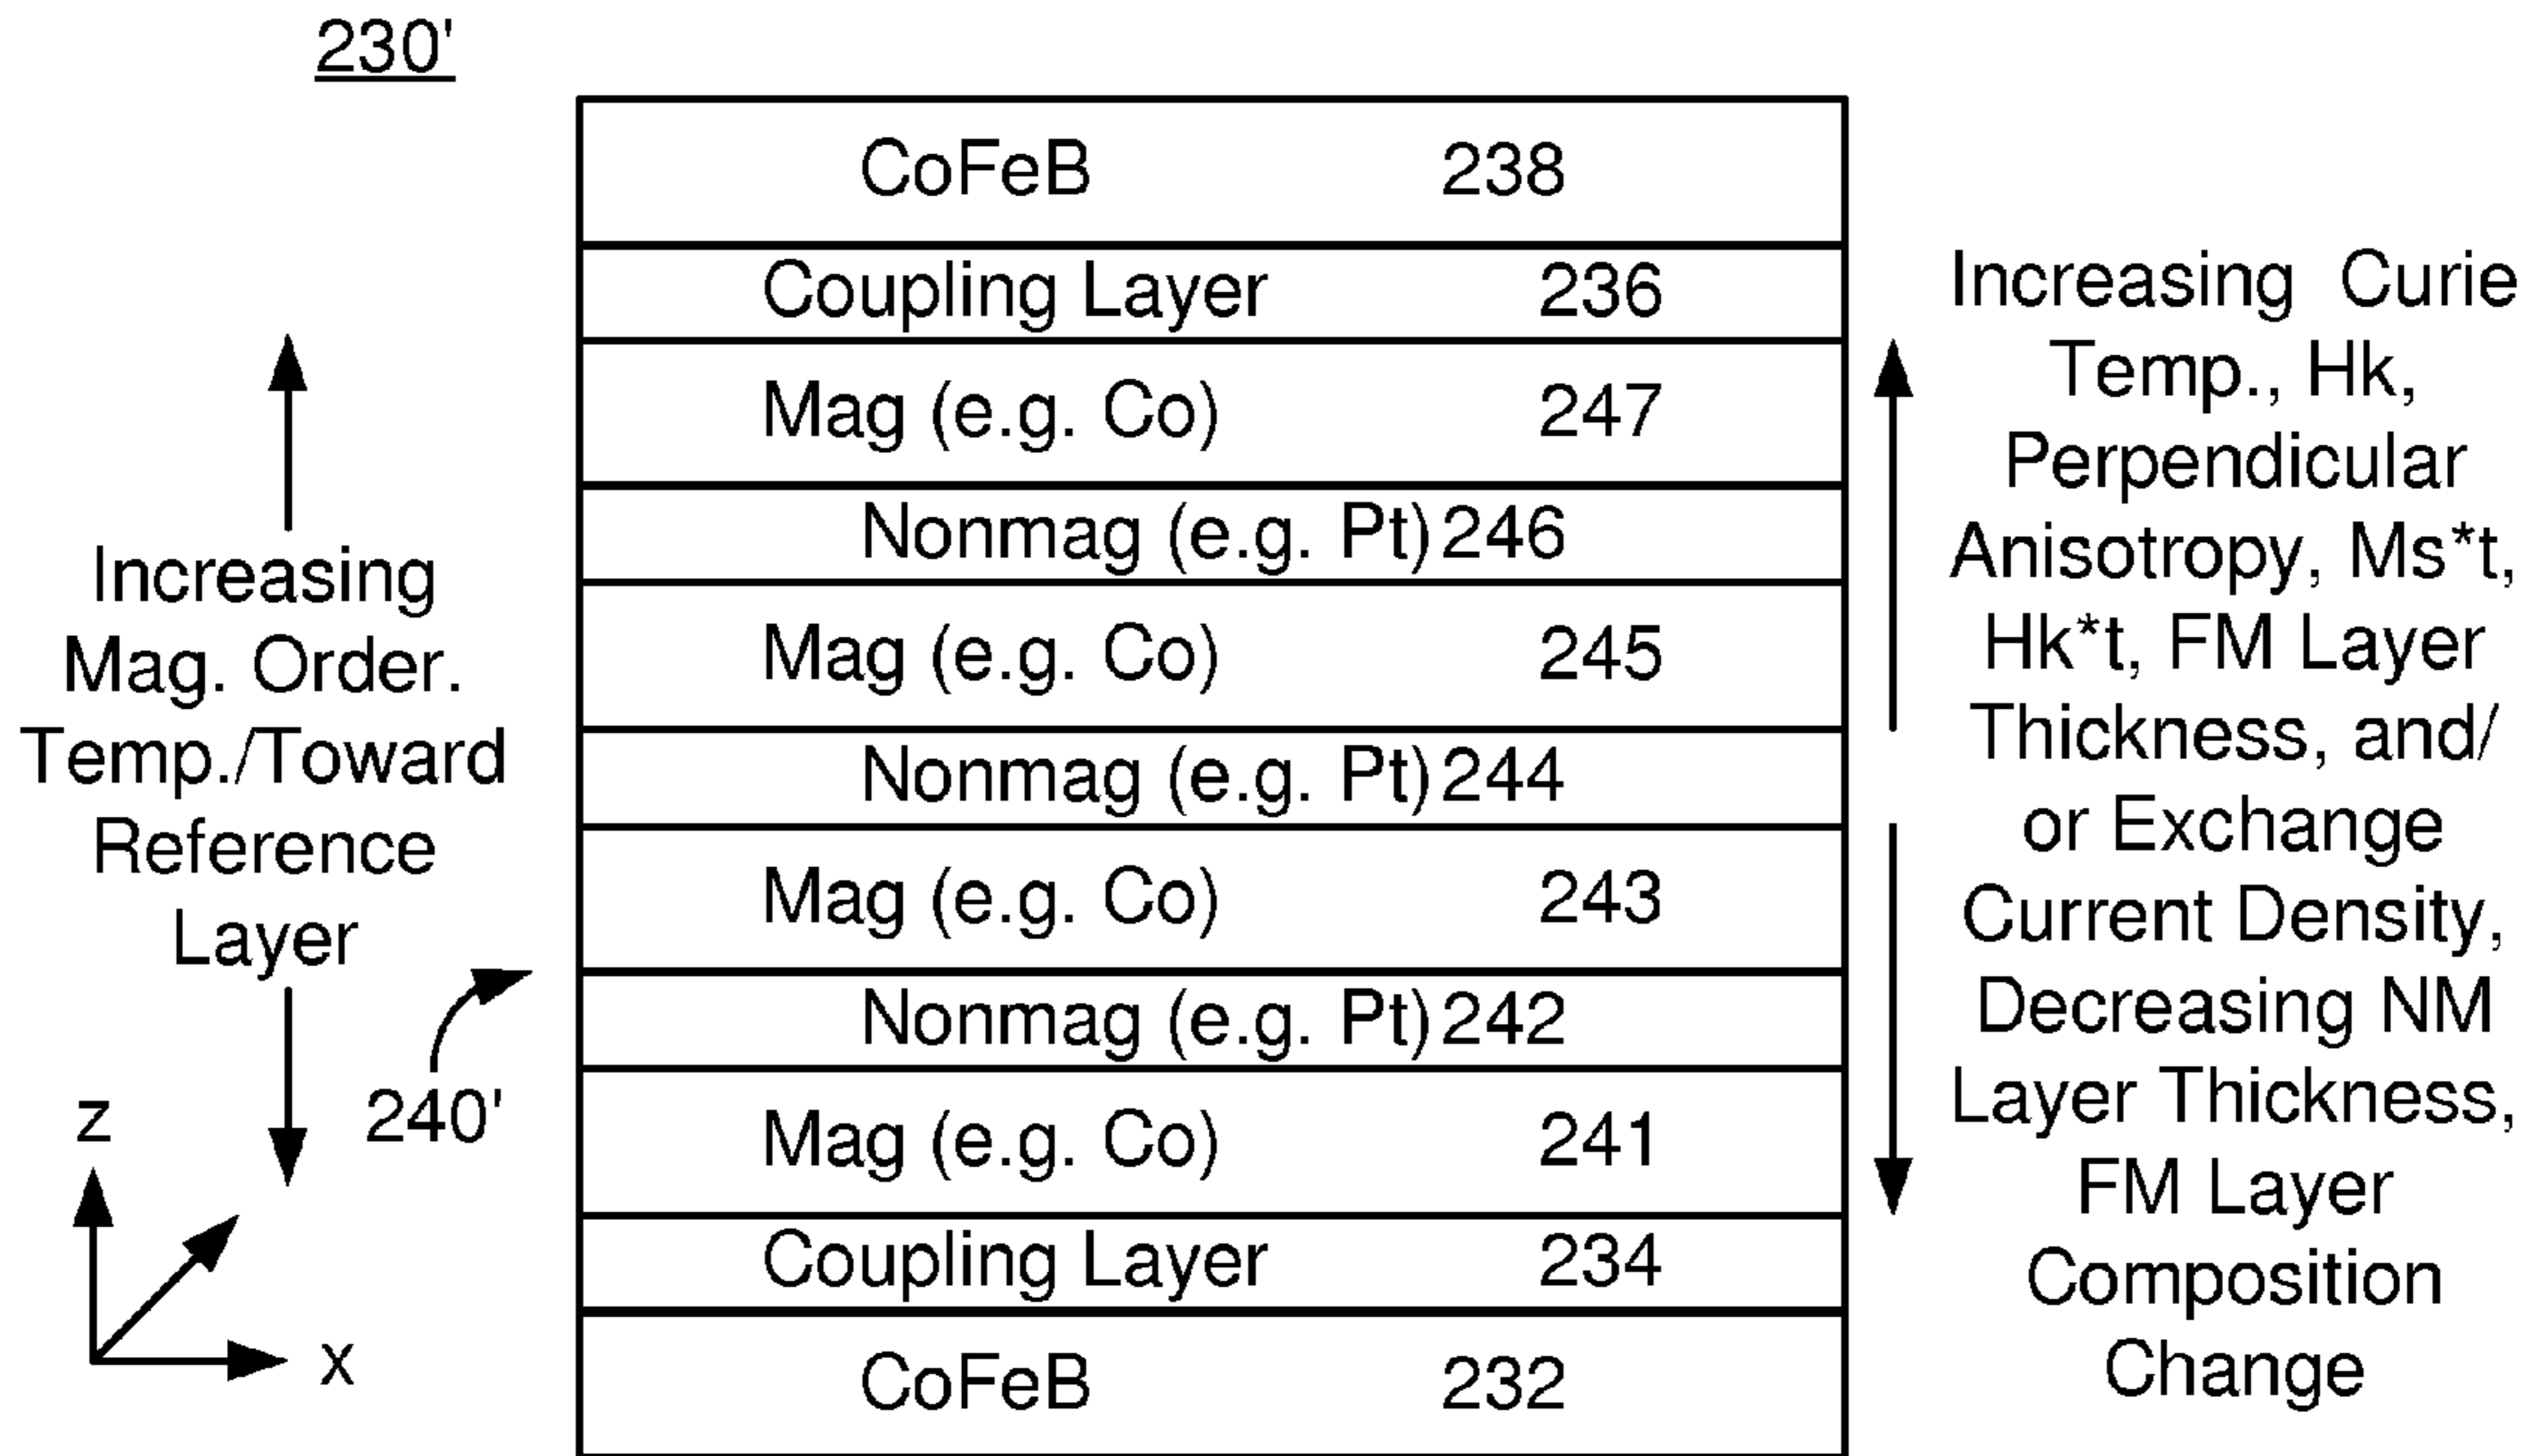 230'
CoFeB 238
Coupling Layer 236
Mag (e.g. Co) 247
Nonmag (e.g. Pt) 246
Mag (e.g. Co) 245
Nonmag (e.g. Pt) 244
Mag (e.g. Co) 243
Nonmag (e.g. Pt) 242
Mag (e.g. Co) 241
Coupling Layer 234
CoFeB 232
Increasing
Mag. Order.
Temp./Toward
Reference
Layer
240'
z
x
Increasing Curie
Temp., Hk,
Perpendicular
Anisotropy, Ms*t,
Hk*t, FM Layer
Thickness, and/
or Exchange
Current Density,
Decreasing NM
Layer Thickness,
FM Layer
Composition
Change